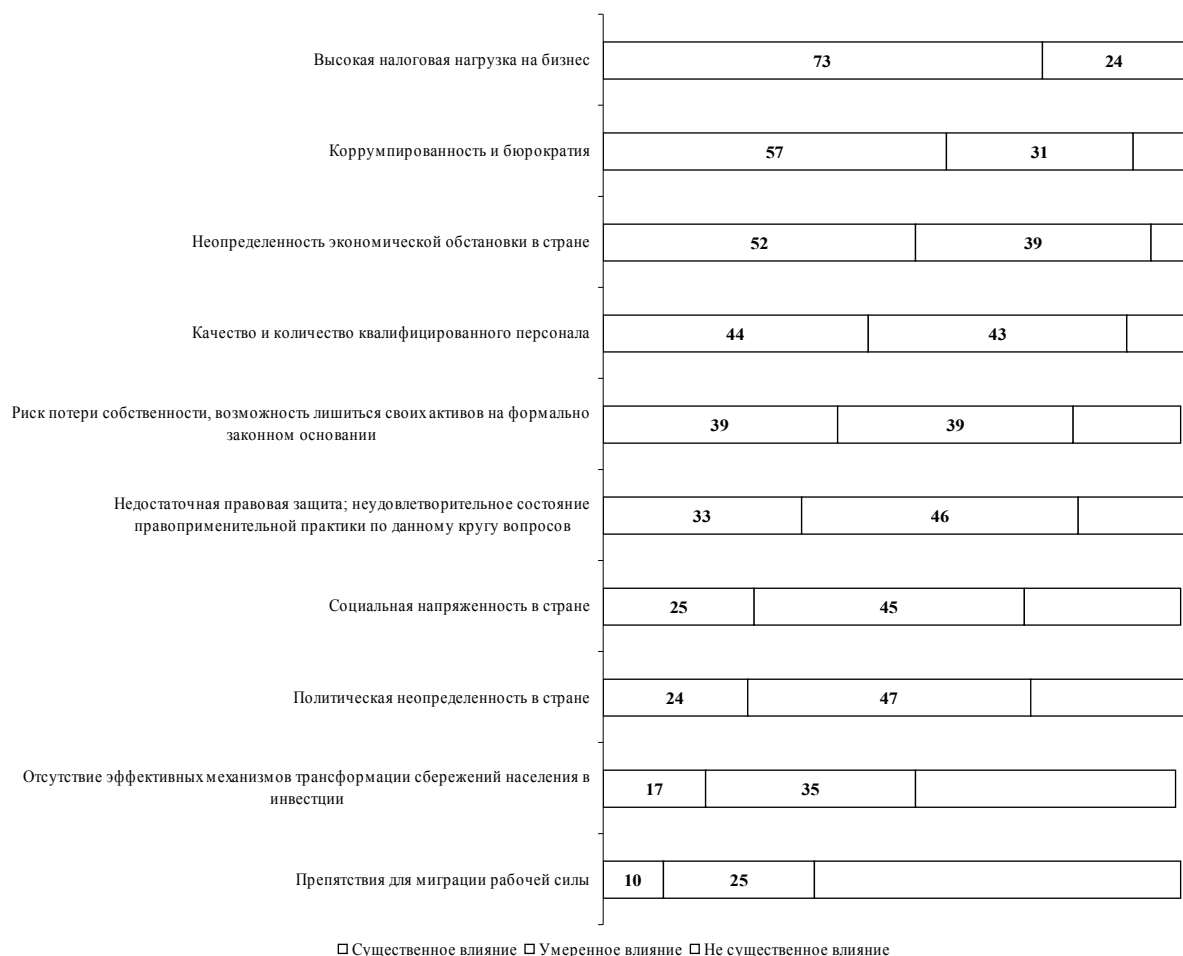 Высокая налоговая нагрузка на бизнес
73 24
Коррумпированность и бюрократия
57 31
Неопределенность экономической обстановки в стране
52 39
Качество и количество квалифицированного персонала
44 43
Риск потери собственности, возможность лишиться своих активов на формально
законном основании
39 39
Недостаточная правовая защита; неудовлетворительное состояние
правоприменительной практики по данному кругу вопросов
33 46
Социальная напряженность в стране
25 45
Политическая неопределенность в стране
24 47
Отсутствие эффективных механизмов трансформации сбережений населения в
инвестции
17 35
Препятствия для миграции рабочей силы
10 25
Существенное влияние Умеренное влияние Не существенное влияние